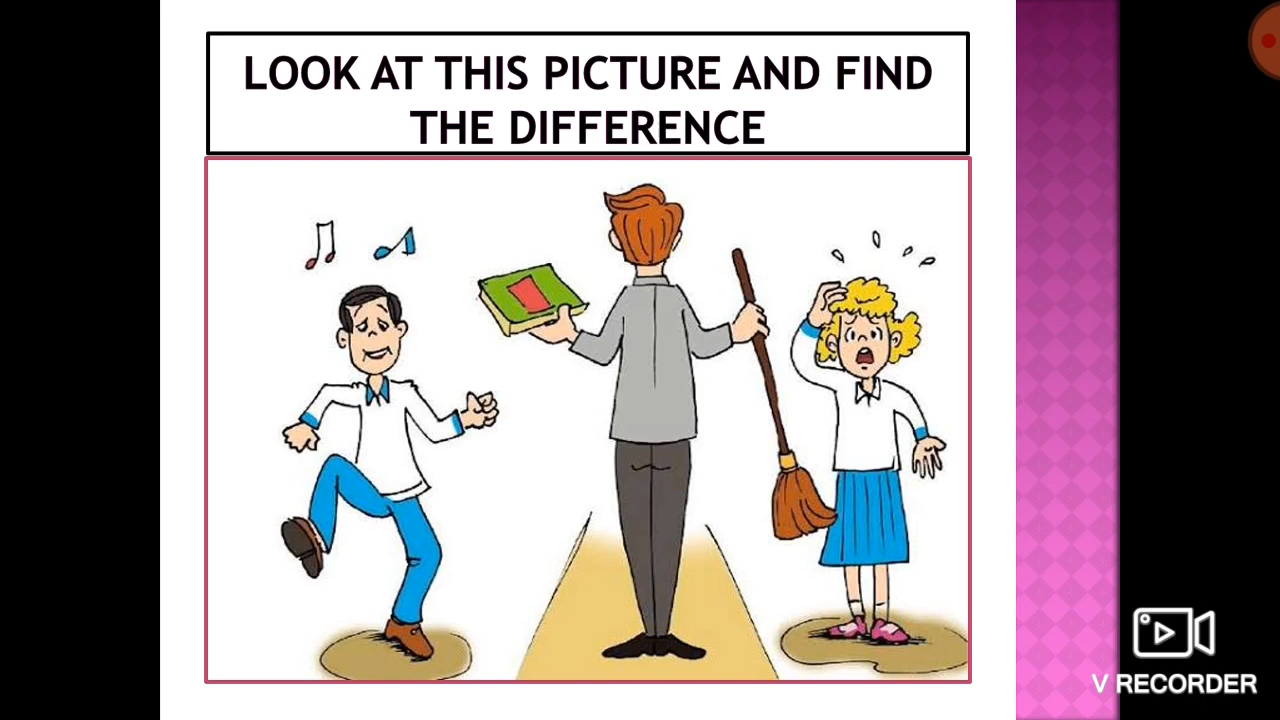 LOOK AT THIS PICTURE AND FIND
THE DIFFERENCE
V RECORDER